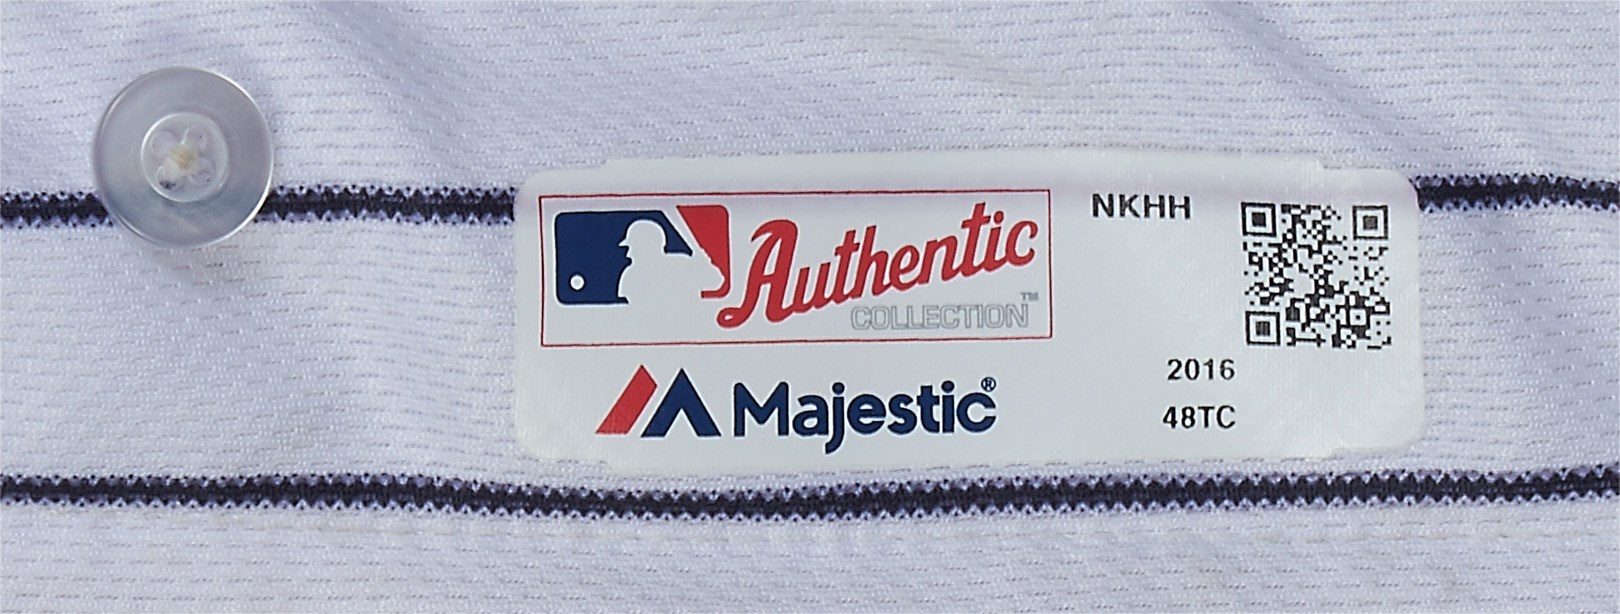 Authentic
COLLECTION™
Majestic®
NKHH
2016
48TC